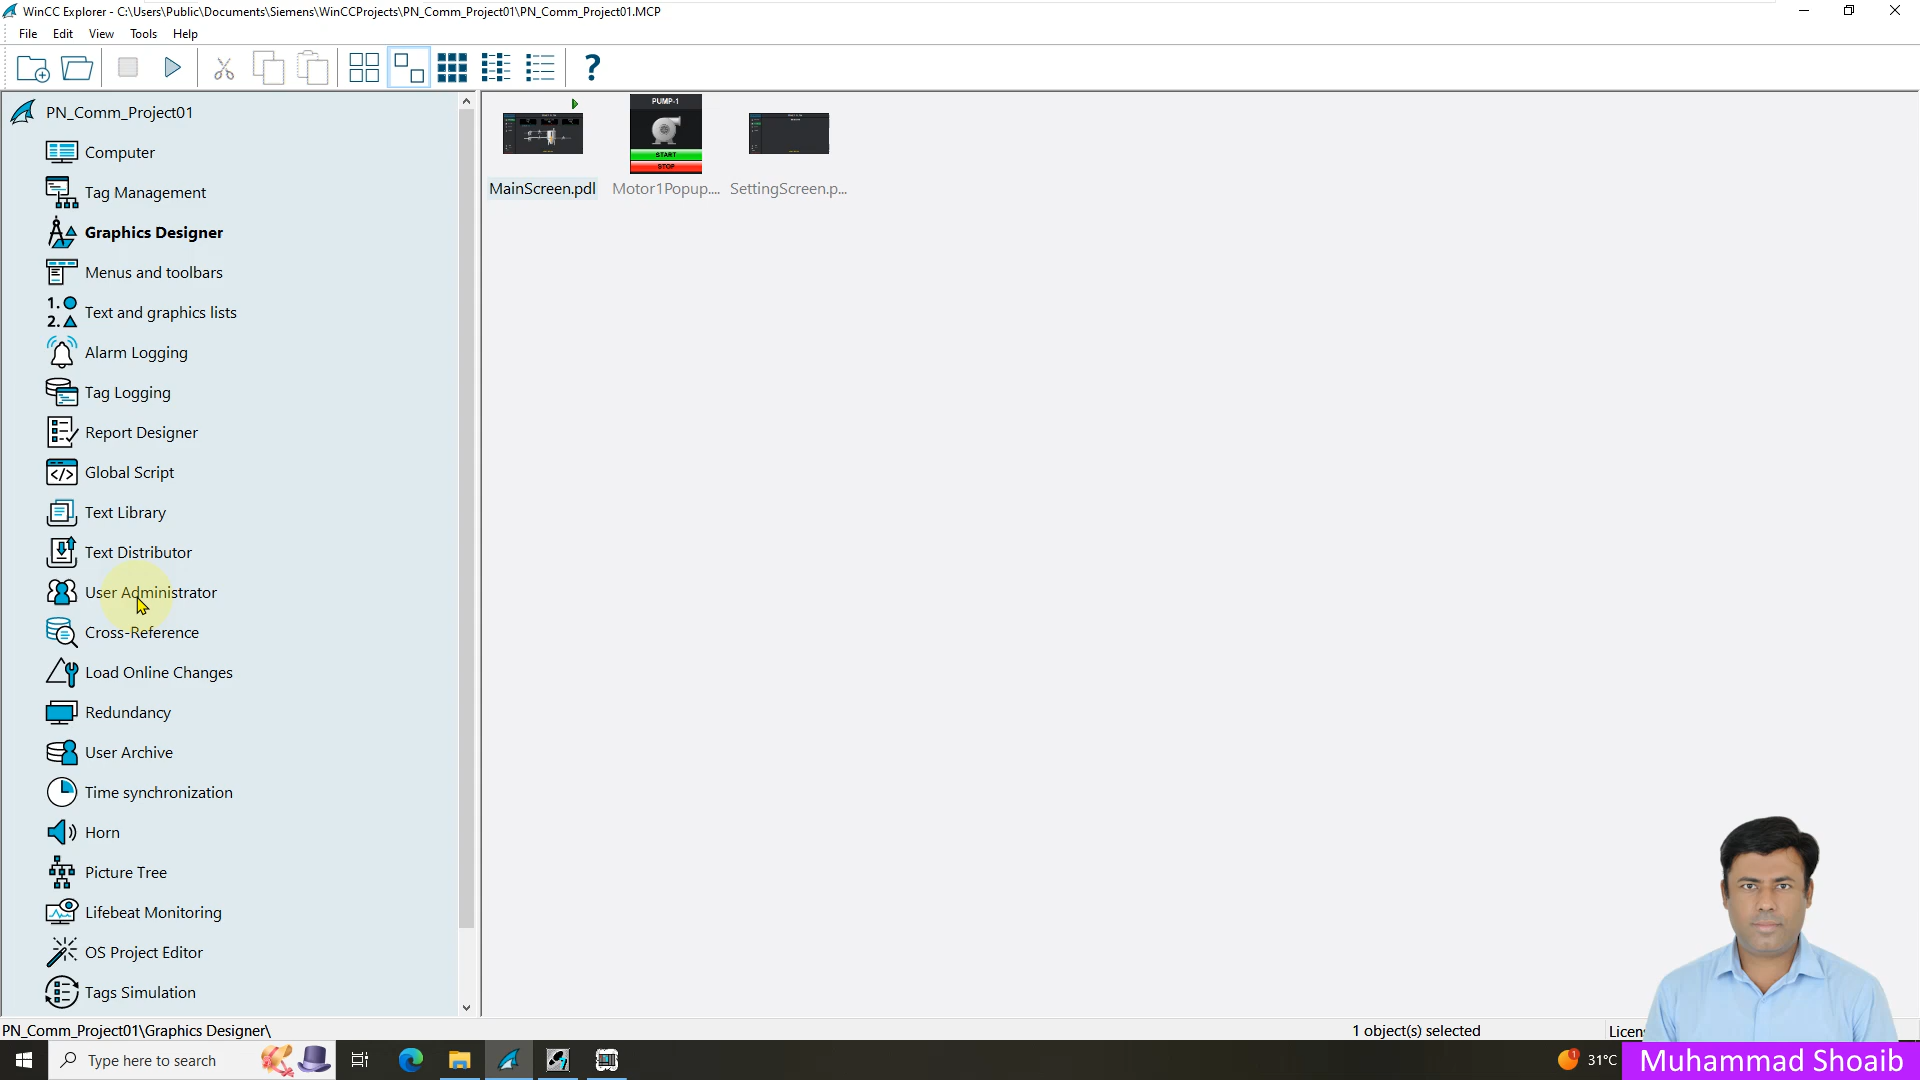 WinCC Explorer - C:\Users\Public\Documents\Siemens\WinCCProjects\PN_Comm_Project01\PN_Comm_Project01.MCP
File Edit View Tools Help
PN_Comm_Project01
Computer
Tag Management
Graphics Designer
Menus and toolbars
Text and graphics lists
Alarm Logging
Tag Logging
Report Designer
Global Script
Text Library
Text Distributor
User Administrator
Cross-Reference
Load Online Changes
Redundancy
User Archive
Time synchronization
Horn
Picture Tree
Lifebeat Monitoring
OS Project Editor
Tags Simulation
PUMP-1
START
STOP
MainScreen.pdl Motor1Popup.... SettingScreen.p...
PN_Comm_Project01\Graphics Designer\
1 object(s) selected
Licen
Type here to search
1
31°C
Muhammad Shoaib